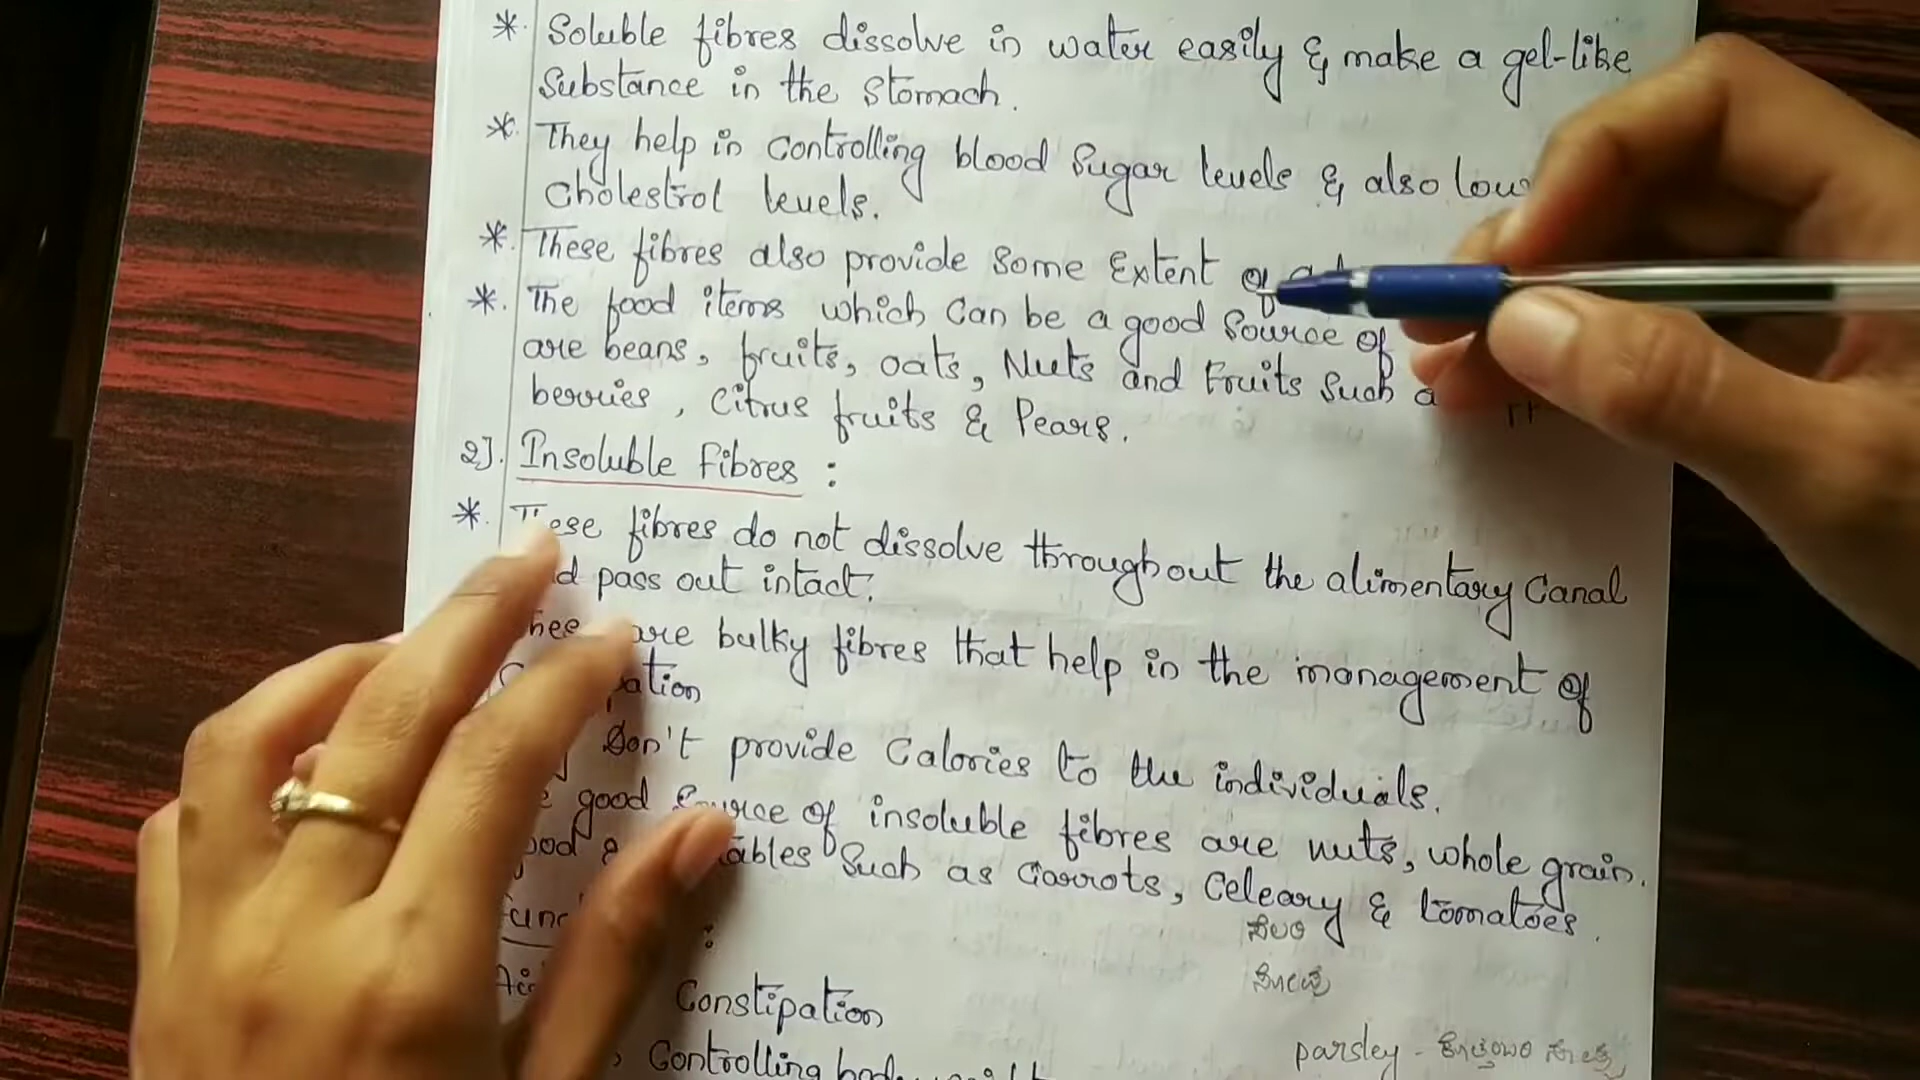 * Soluble fibres dissolve in water easily & make a gel-like
Substance in the Stomach.
* They help in controlling blood Sugar levels & also
Cholestrol levels.
* These fibres also provide Some Extent of
* The food items which Can be a good Source of
are beans, fruits, oats, Nuts and Fruits Such
berries, Citrus fruits & Pears.
2]. Insoluble Fibres :
* These fibres do not dissolve throughout the alimentary Canal
pass out intact.
are bulky fibres that help in the management of
Don't provide Calories to the individuals.
good Source of insoluble fibres are nuts, whole grain.
Such as Carrots, Celeary & tomatoes.
ಸೆಲರಿ
:
Constipation
Controlling
parsley -